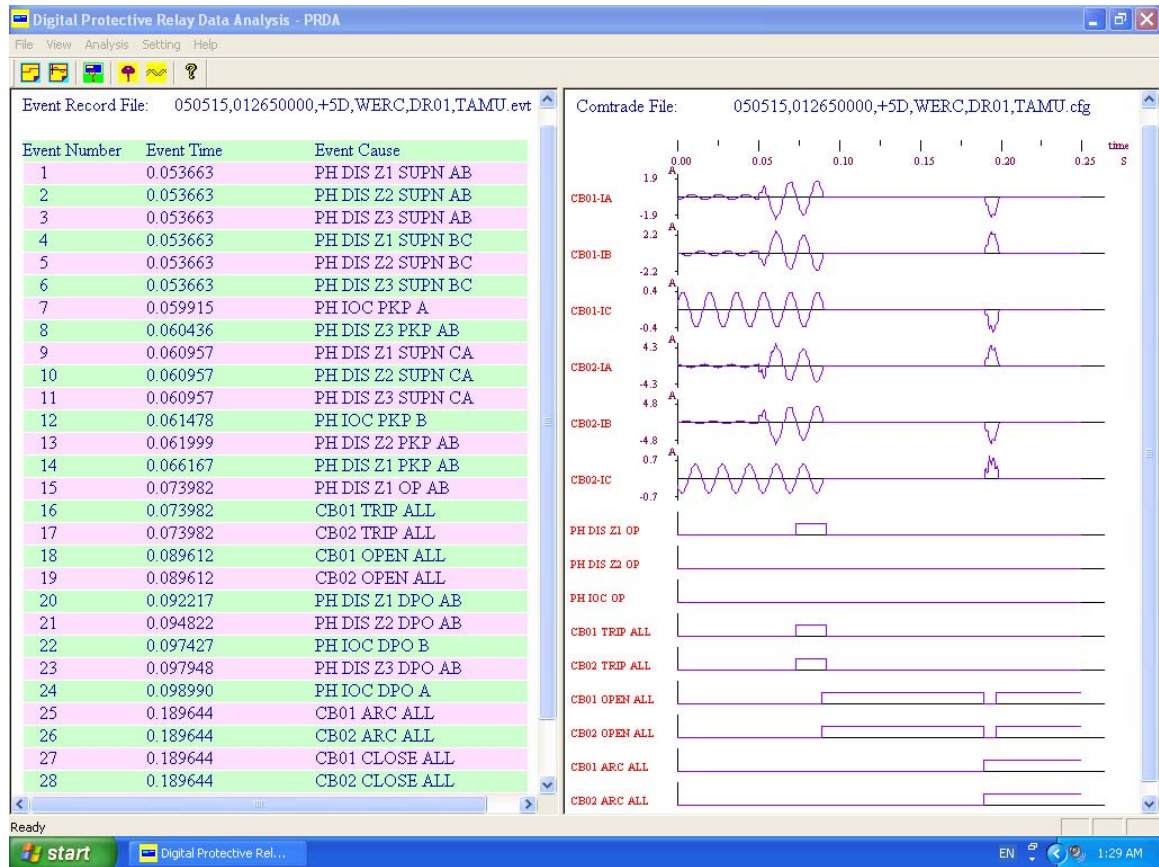 Digital Protective Relay Data Analysis - PRDA
File View Analysis Setting Help
Event Record File: 050515,012650000,+5D,WERC,DR01,TAMU.evt
Event Number Event Time Event Cause
1 0.053663 PH DIS Z1 SUPN AB
2 0.053663 PH DIS Z2 SUPN AB
3 0.053663 PH DIS Z3 SUPN AB
4 0.053663 PH DIS Z1 SUPN BC
5 0.053663 PH DIS Z2 SUPN BC
6 0.053663 PH DIS Z3 SUPN BC
7 0.059915 PH IOC PKP A
8 0.060436 PH DIS Z3 PKP AB
9 0.060957 PH DIS Z1 SUPN CA
10 0.060957 PH DIS Z2 SUPN CA
11 0.060957 PH DIS Z3 SUPN CA
12 0.061478 PH IOC PKP B
13 0.061999 PH DIS Z2 PKP AB
14 0.066167 PH DIS Z1 PKP AB
15 0.073982 PH DIS Z1 OP AB
16 0.073982 CB01 TRIP ALL
17 0.073982 CB02 TRIP ALL
18 0.089612 CB01 OPEN ALL
19 0.089612 CB02 OPEN ALL
20 0.092217 PH DIS Z1 DPO AB
21 0.094822 PH DIS Z2 DPO AB
22 0.097427 PH IOC DPO B
23 0.097948 PH DIS Z3 DPO AB
24 0.098990 PH IOC DPO A
25 0.189644 CB01 ARC ALL
26 0.189644 CB02 ARC ALL
27 0.189644 CB01 CLOSE ALL
28 0.189644 CB02 CLOSE ALL
Comtrade File: 050515,012650000,+5D,WERC,DR01,TAMU.cfg
time
0.00 0.05 0.10 0.15 0.20 0.25 S
A
1.9
CB01-IA
-1.9
A
2.2
CB01-IB
-2.2
A
0.4
CB01-IC
-0.4
A
4.3
CB02-IA
-4.3
A
4.8
CB02-IB
-4.8
A
0.7
CB02-IC
-0.7
PH DIS Z1 OP
PH DIS Z2 OP
PH IOC OP
CB01 TRIP ALL
CB02 TRIP ALL
CB01 OPEN ALL
CB02 OPEN ALL
CB01 ARC ALL
CB02 ARC ALL
Ready
start Digital Protective Rel... EN 1:29 AM